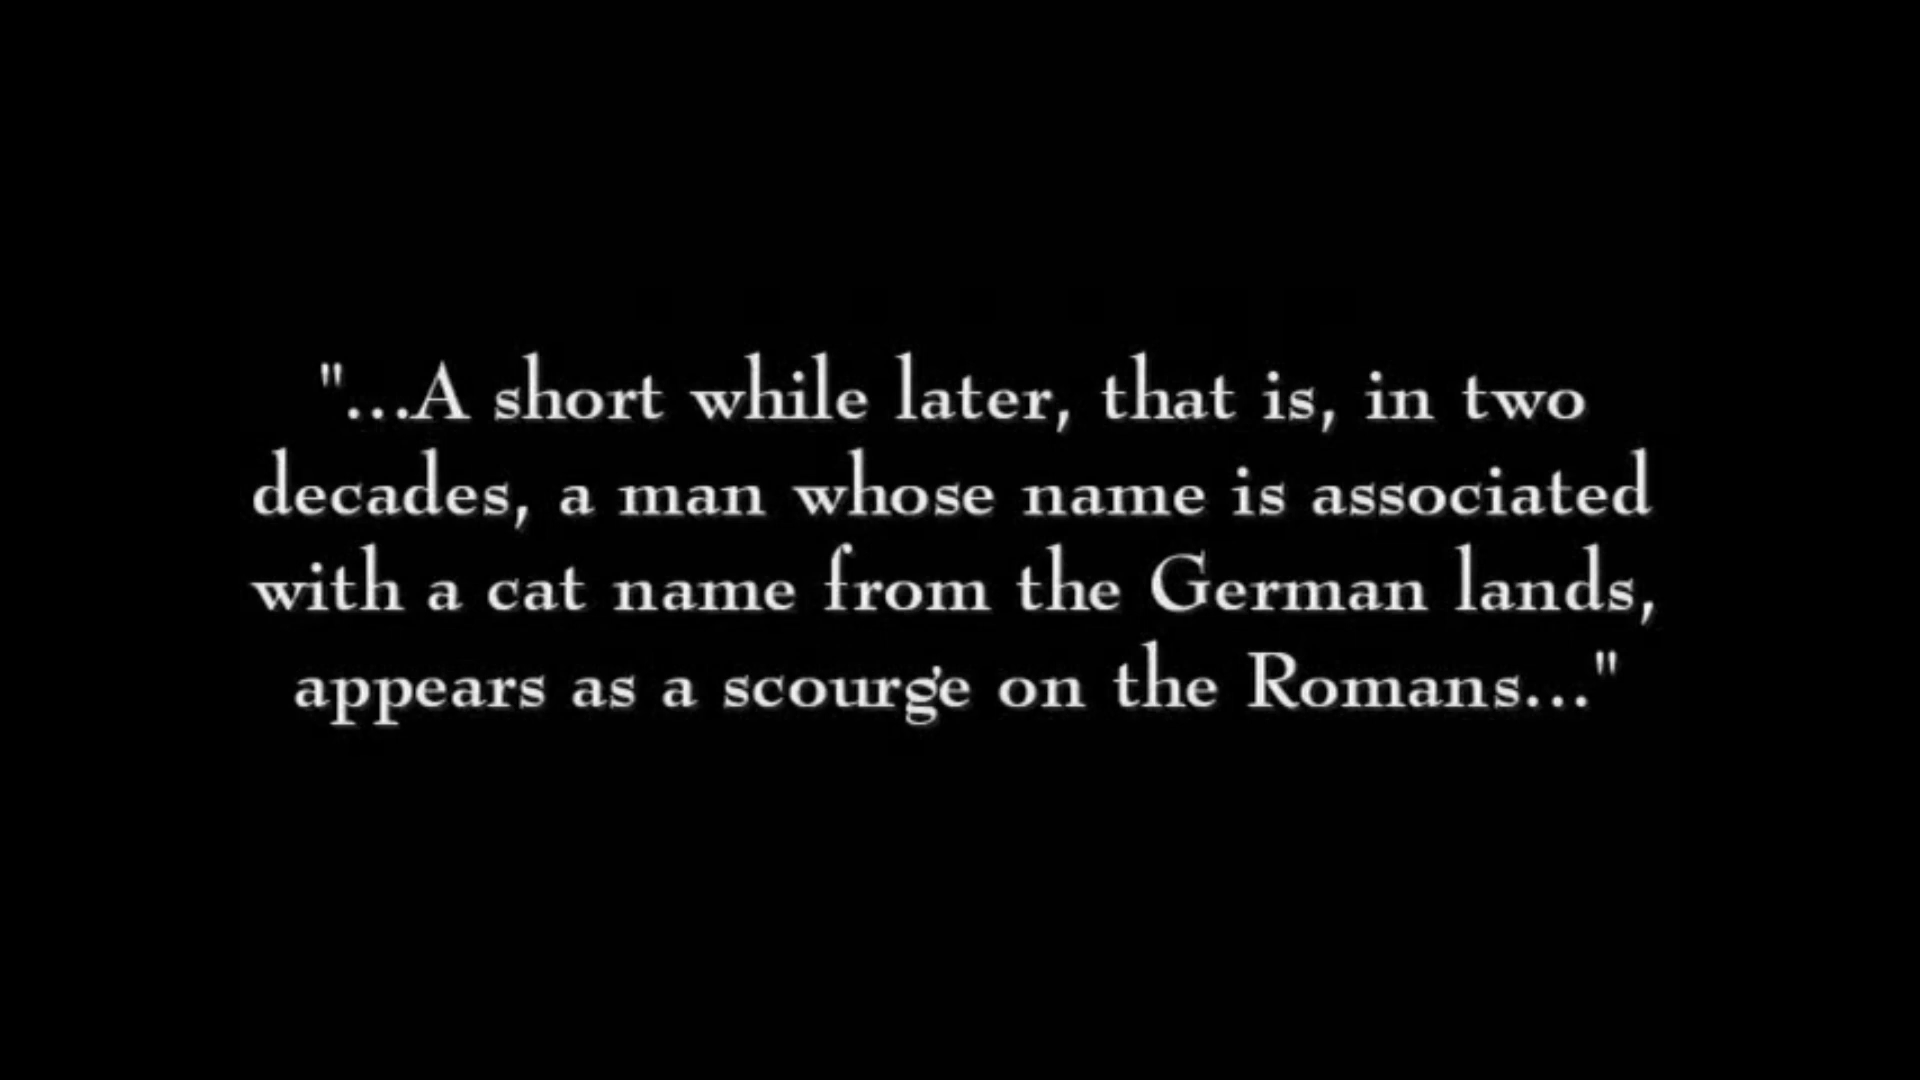 "...A short while later, that is, in two
decades, a man whose name is associated
with a cat name from the German lands,
appears as a scourge on the Romans..."